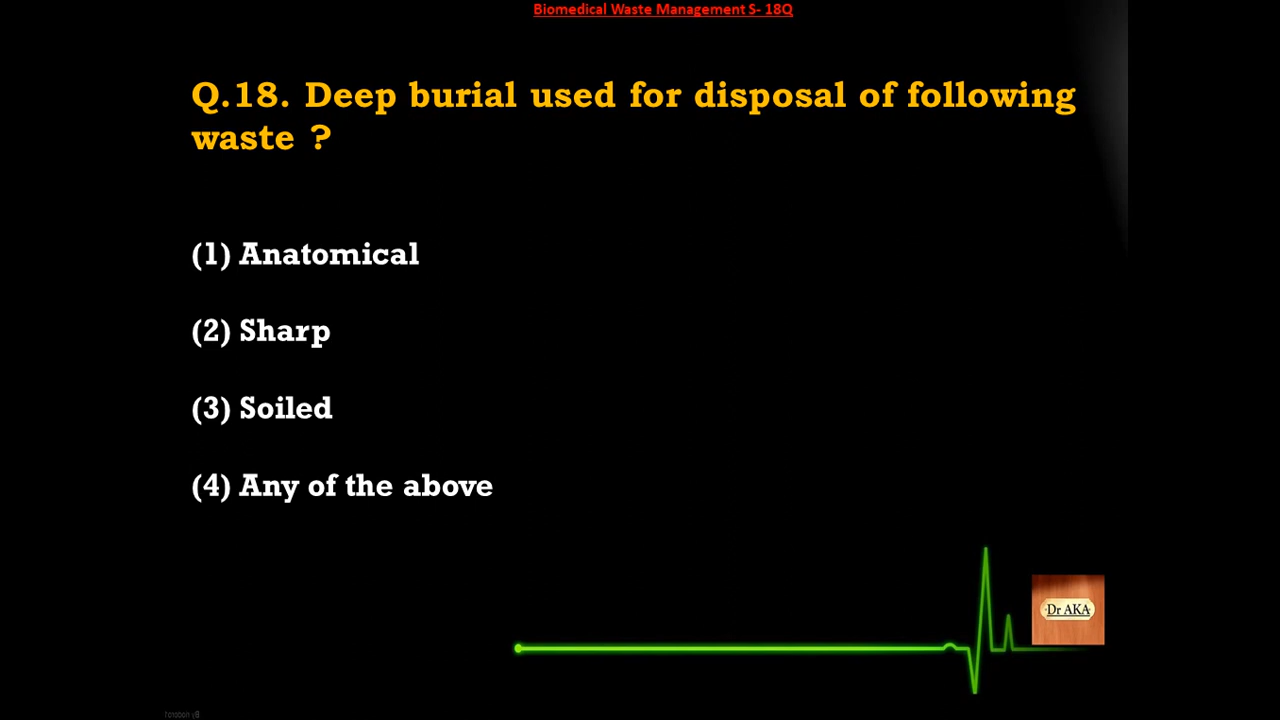 Biomedical Waste Management S- 18Q
Q.18. Deep burial used for disposal of following
waste ?
(1) Anatomical
(2) Sharp
(3) Soiled
(4) Any of the above
Dr AKA